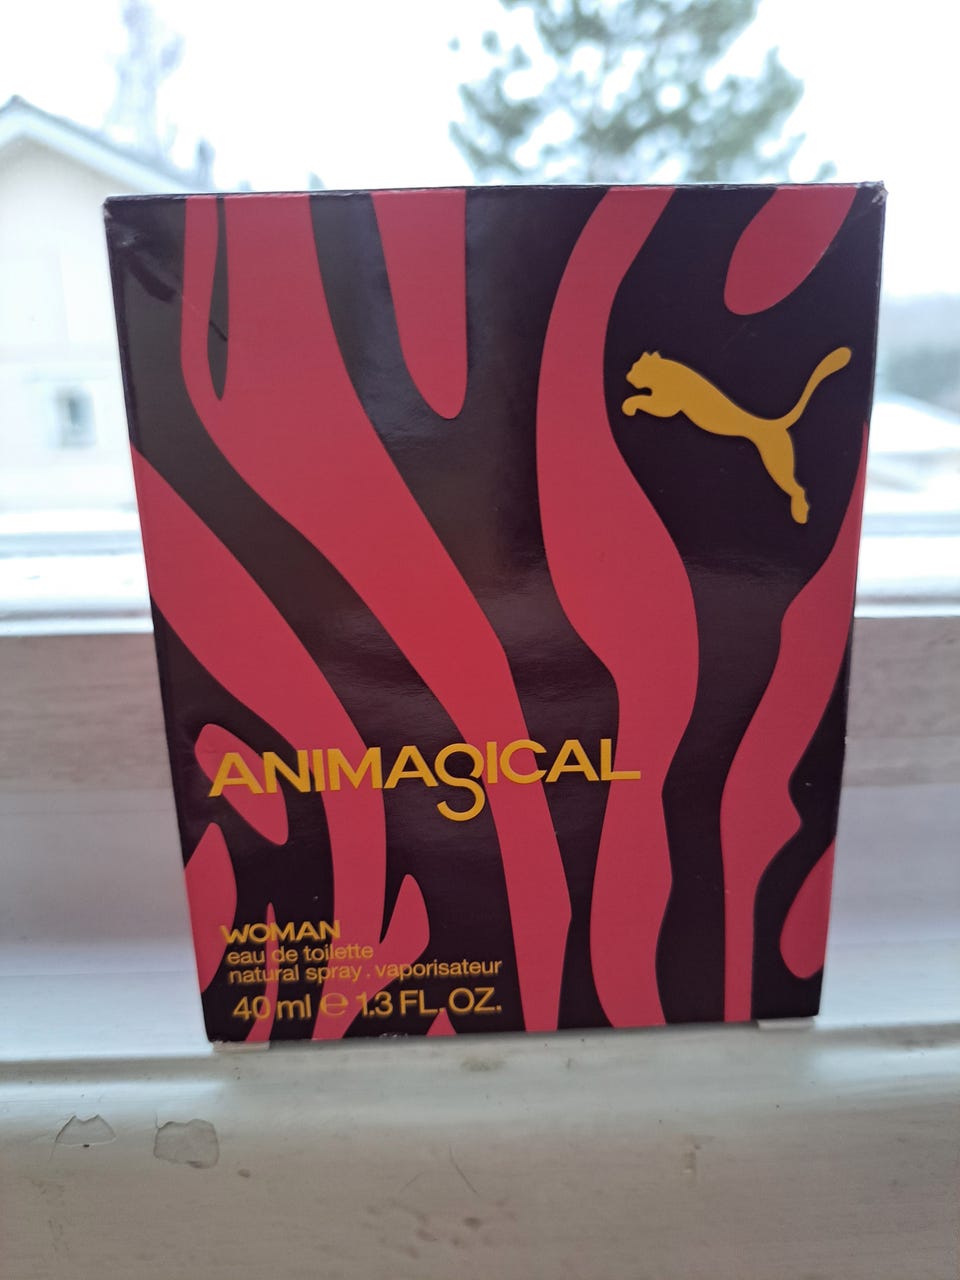 ANIMAGICAL
WOMAN
eau de toilette
natural spray . vaporisateur
40 ml ℮ 1.3 FL. OZ.